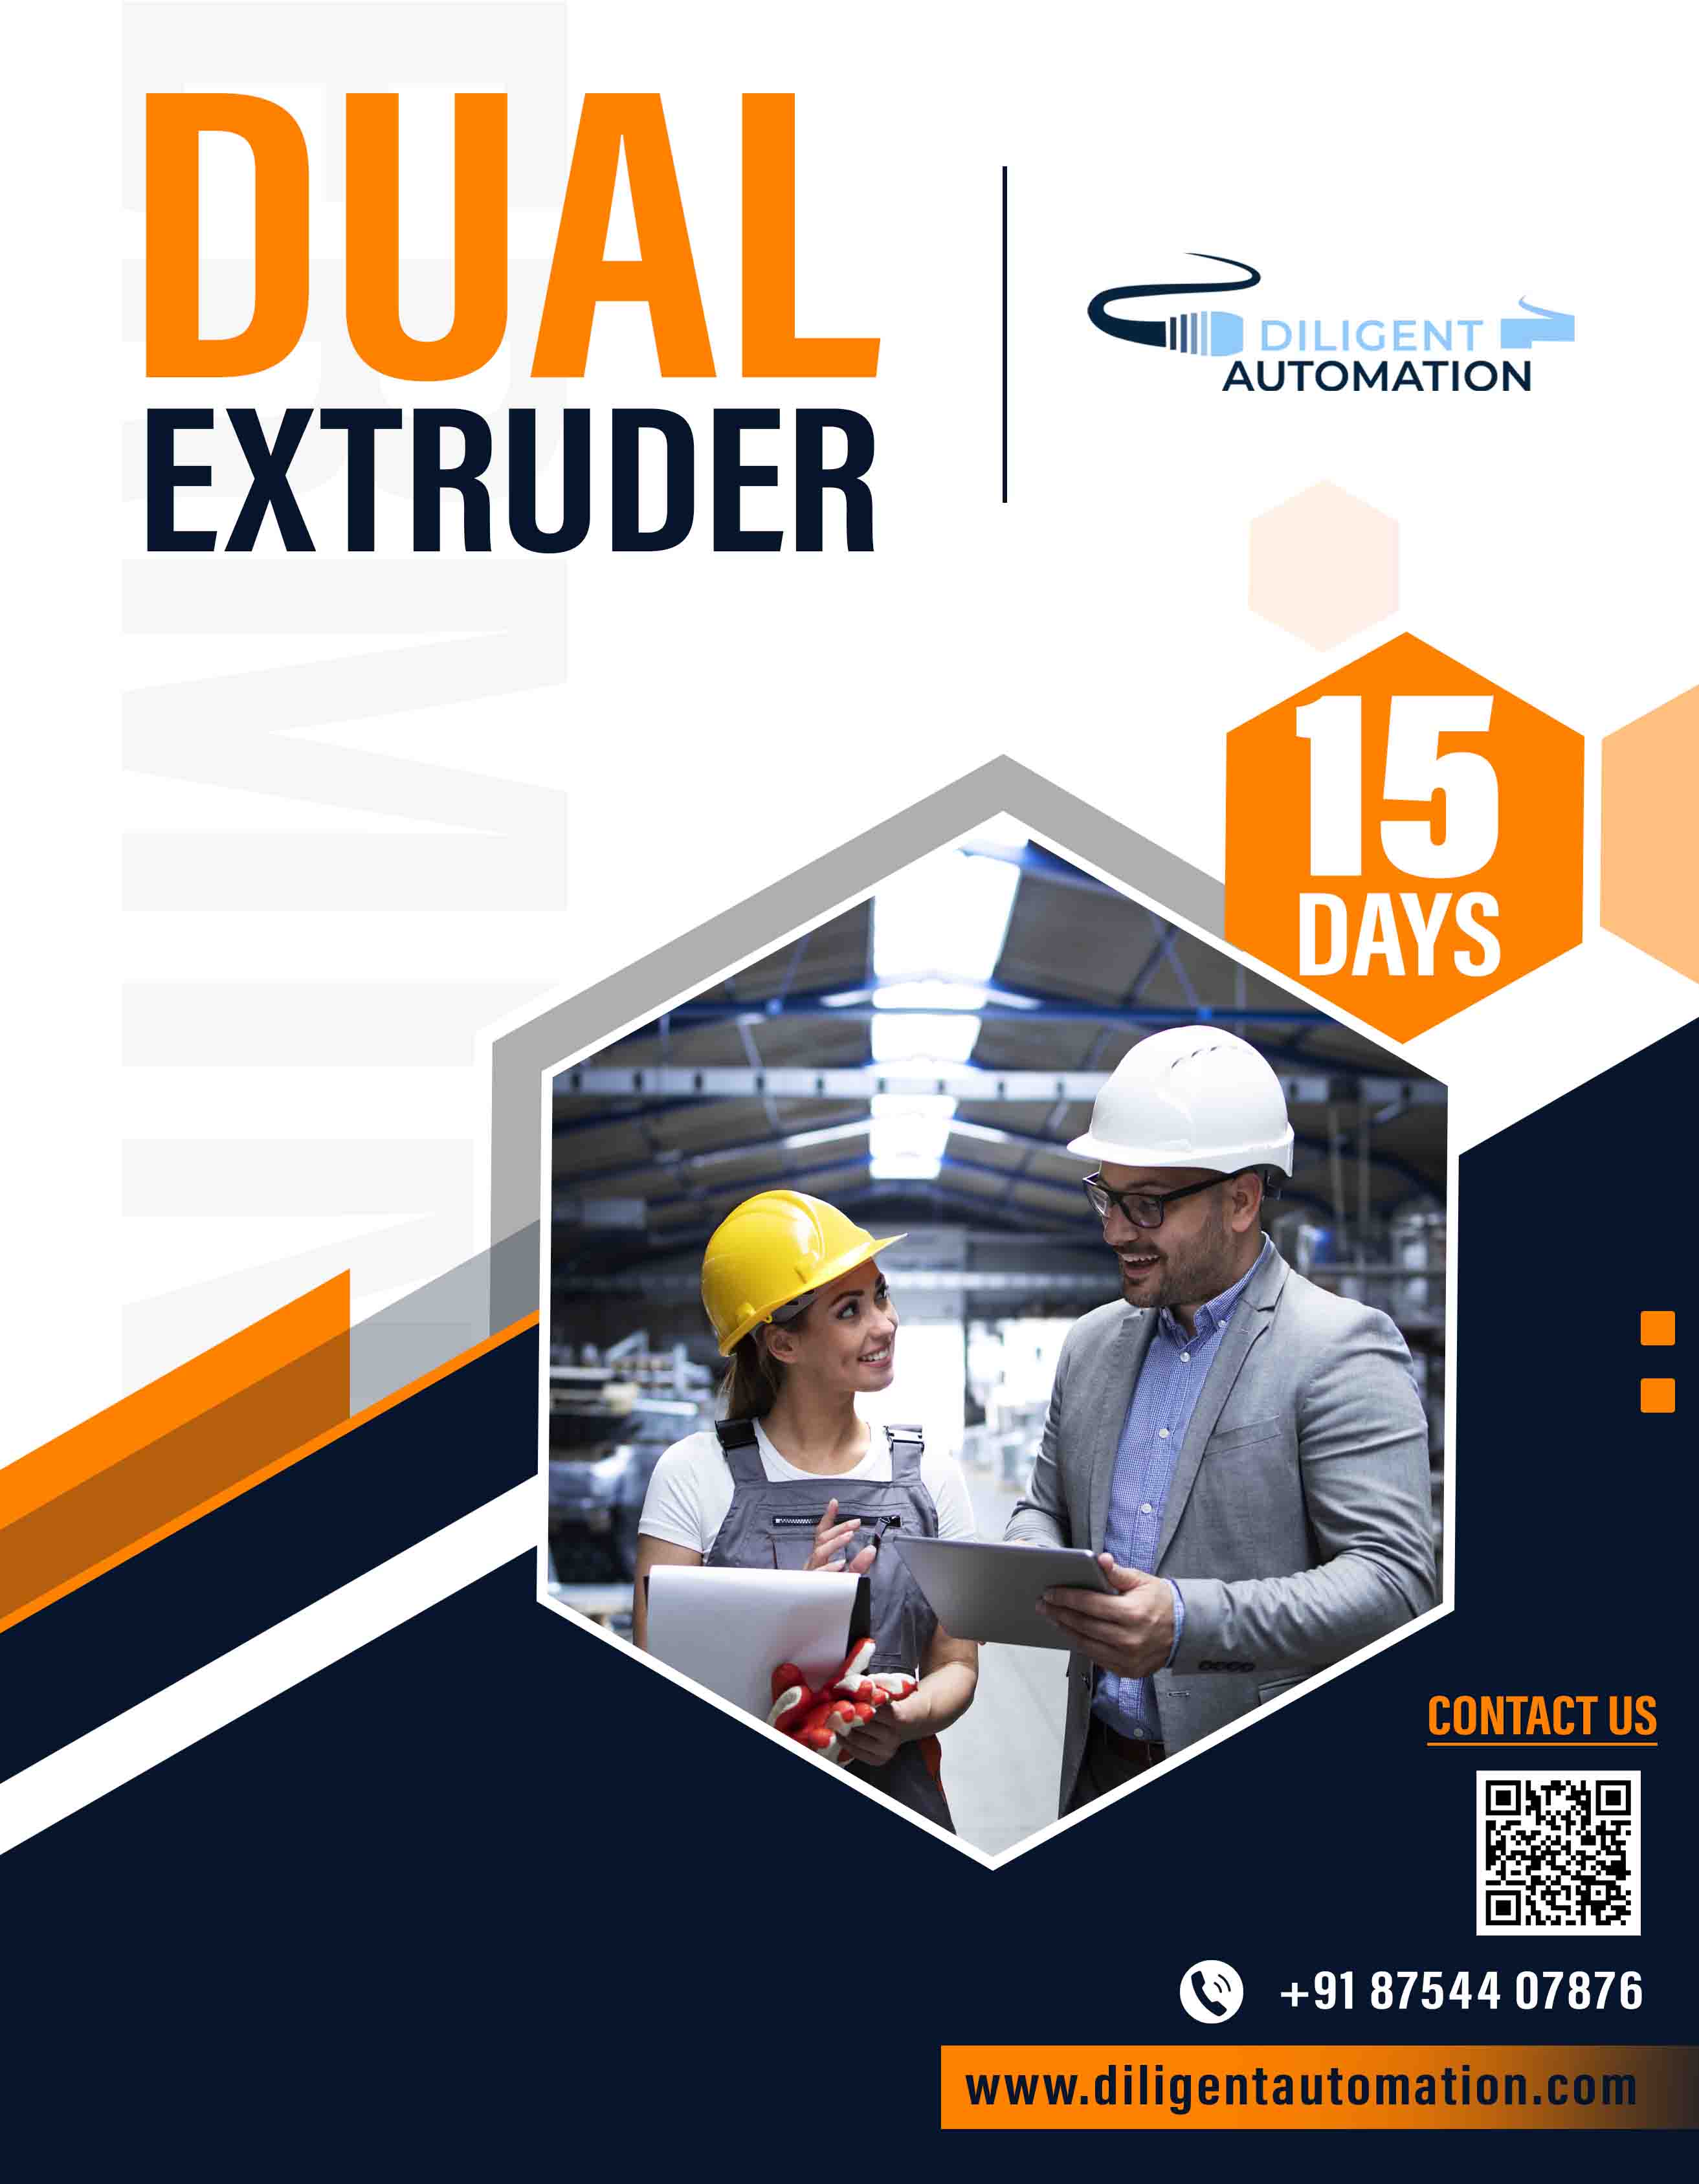 DUAL
EXTRUDER
DILIGENT
AUTOMATION
15
DAYS
CONTACT US
+91 87544 07876
www.diligentautomation.com